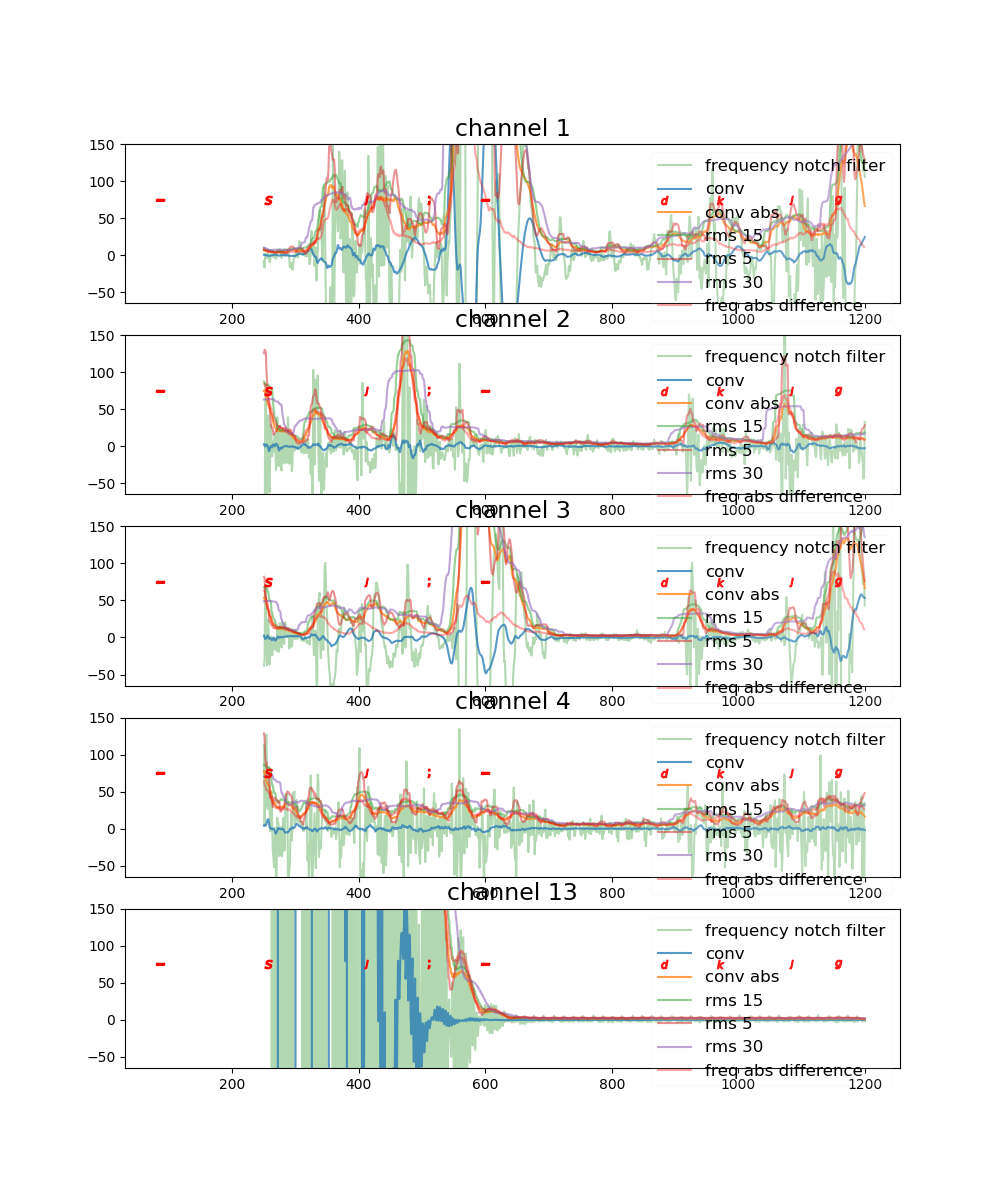 channel 1
150
100
50
0
−50
– S J ; – d k J g
frequency notch filter
conv
conv abs
rms 15
rms 5
rms 30
freq abs difference
200 400 600 800 1000 1200
channel 2
150
100
50
0
−50
– S J ; – d k J g
frequency notch filter
conv
conv abs
rms 15
rms 5
rms 30
freq abs difference
200 400 600 800 1000 1200
channel 3
150
100
50
0
−50
– S J ; – d k J g
frequency notch filter
conv
conv abs
rms 15
rms 5
rms 30
freq abs difference
200 400 600 800 1000 1200
channel 4
150
100
50
0
−50
– S J ; – d k J g
frequency notch filter
conv
conv abs
rms 15
rms 5
rms 30
freq abs difference
200 400 600 800 1000 1200
channel 13
150
100
50
0
−50
– S J ; – d k J g
frequency notch filter
conv
conv abs
rms 15
rms 5
rms 30
freq abs difference
200 400 600 800 1000 1200